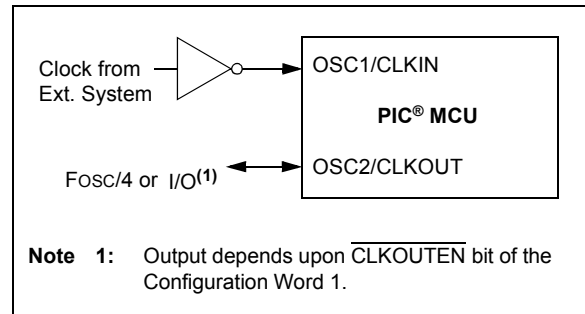 Clock from
Ext. System
OSC1/CLKIN
PIC® MCU
FOSC/4 or I/O(1)
OSC2/CLKOUT
Note 1: Output depends upon CLKOUTEN bit of the
Configuration Word 1.